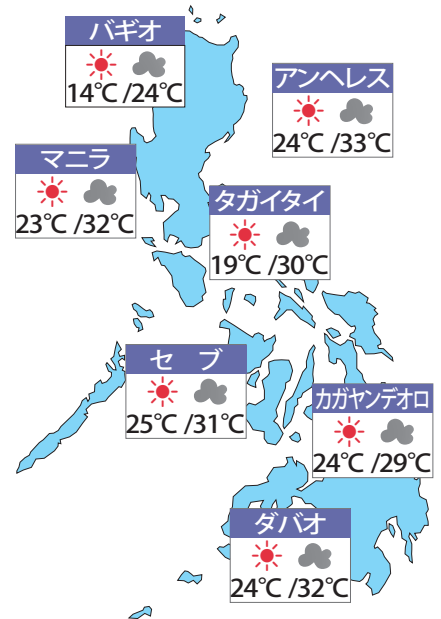 バギオ
14℃ /24℃
アンヘレス
24℃ /33℃
マニラ
23℃ /32℃
タガイタイ
19℃ /30℃
セ ブ
25℃ /31℃
カガヤンデオロ
24℃ /29℃
ダバオ
24℃ /32℃